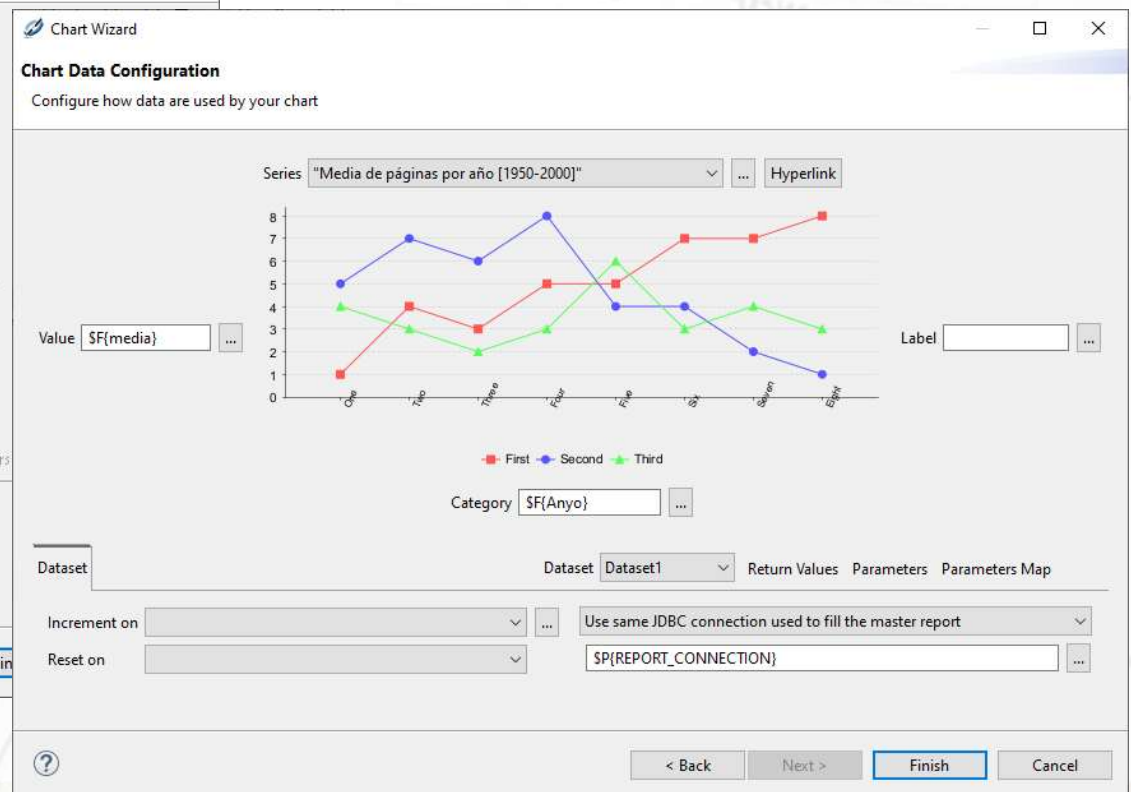 Chart Wizard
Chart Data Configuration
Configure how data are used by your chart
Series "Media de páginas por año [1950-2000]" ... Hyperlink
8
7
6
5
4
3
2
1
0
Value $F{media} ...
Label ...
One Two Three Four Five Six Seven Eight
First Second Third
Category $F{Anyo} ...
Dataset Dataset Dataset1 Return Values Parameters Parameters Map
Increment on ... Use same JDBC connection used to fill the master report
Reset on $P{REPORT_CONNECTION} ...
? < Back Next > Finish Cancel